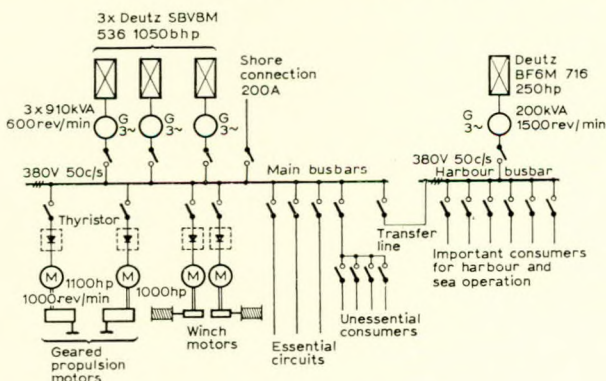 3x Deutz SBV8M
536 1050bhp
Shore
connection
200A
Deutz
BF6M 716
250hp
3x910kVA
600rev/min
G
3~
G
3~
G
3~
200kVA
1500rev/min
380V 50c/s
Main busbars
380V 50c/s
Harbour busbar
Thyristor
Transfer
line
Important consumers
for harbour and
sea operation
M
1100hp
1000rev/min
M
1000hp
M
M
Unessential
consumers
Winch
motors
Essential
circuits
Geared
propulsion
motors